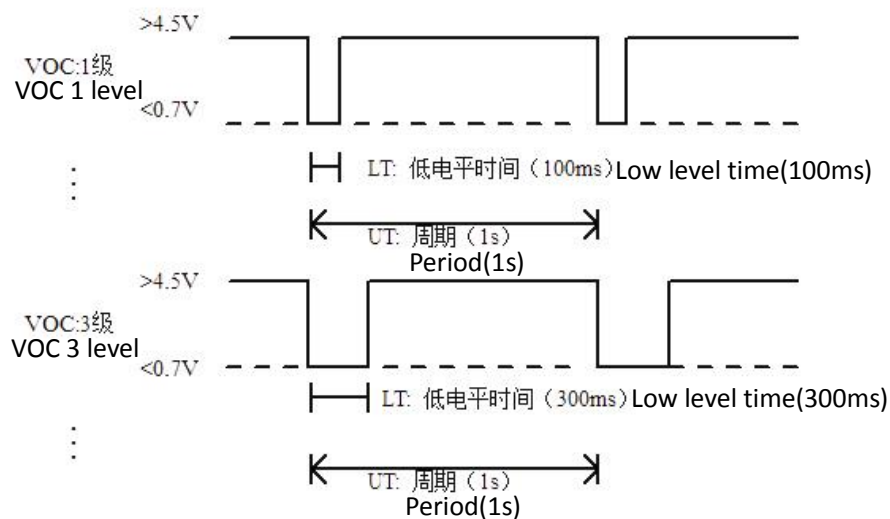 >4.5V
VOC:1级
VOC 1 level
<0.7V
LT: 低电平时间（100ms）Low level time(100ms)
UT: 周期（1s）
Period(1s)
>4.5V
VOC:3级
VOC 3 level
<0.7V
LT: 低电平时间（300ms）Low level time(300ms)
UT: 周期（1s）
Period(1s)